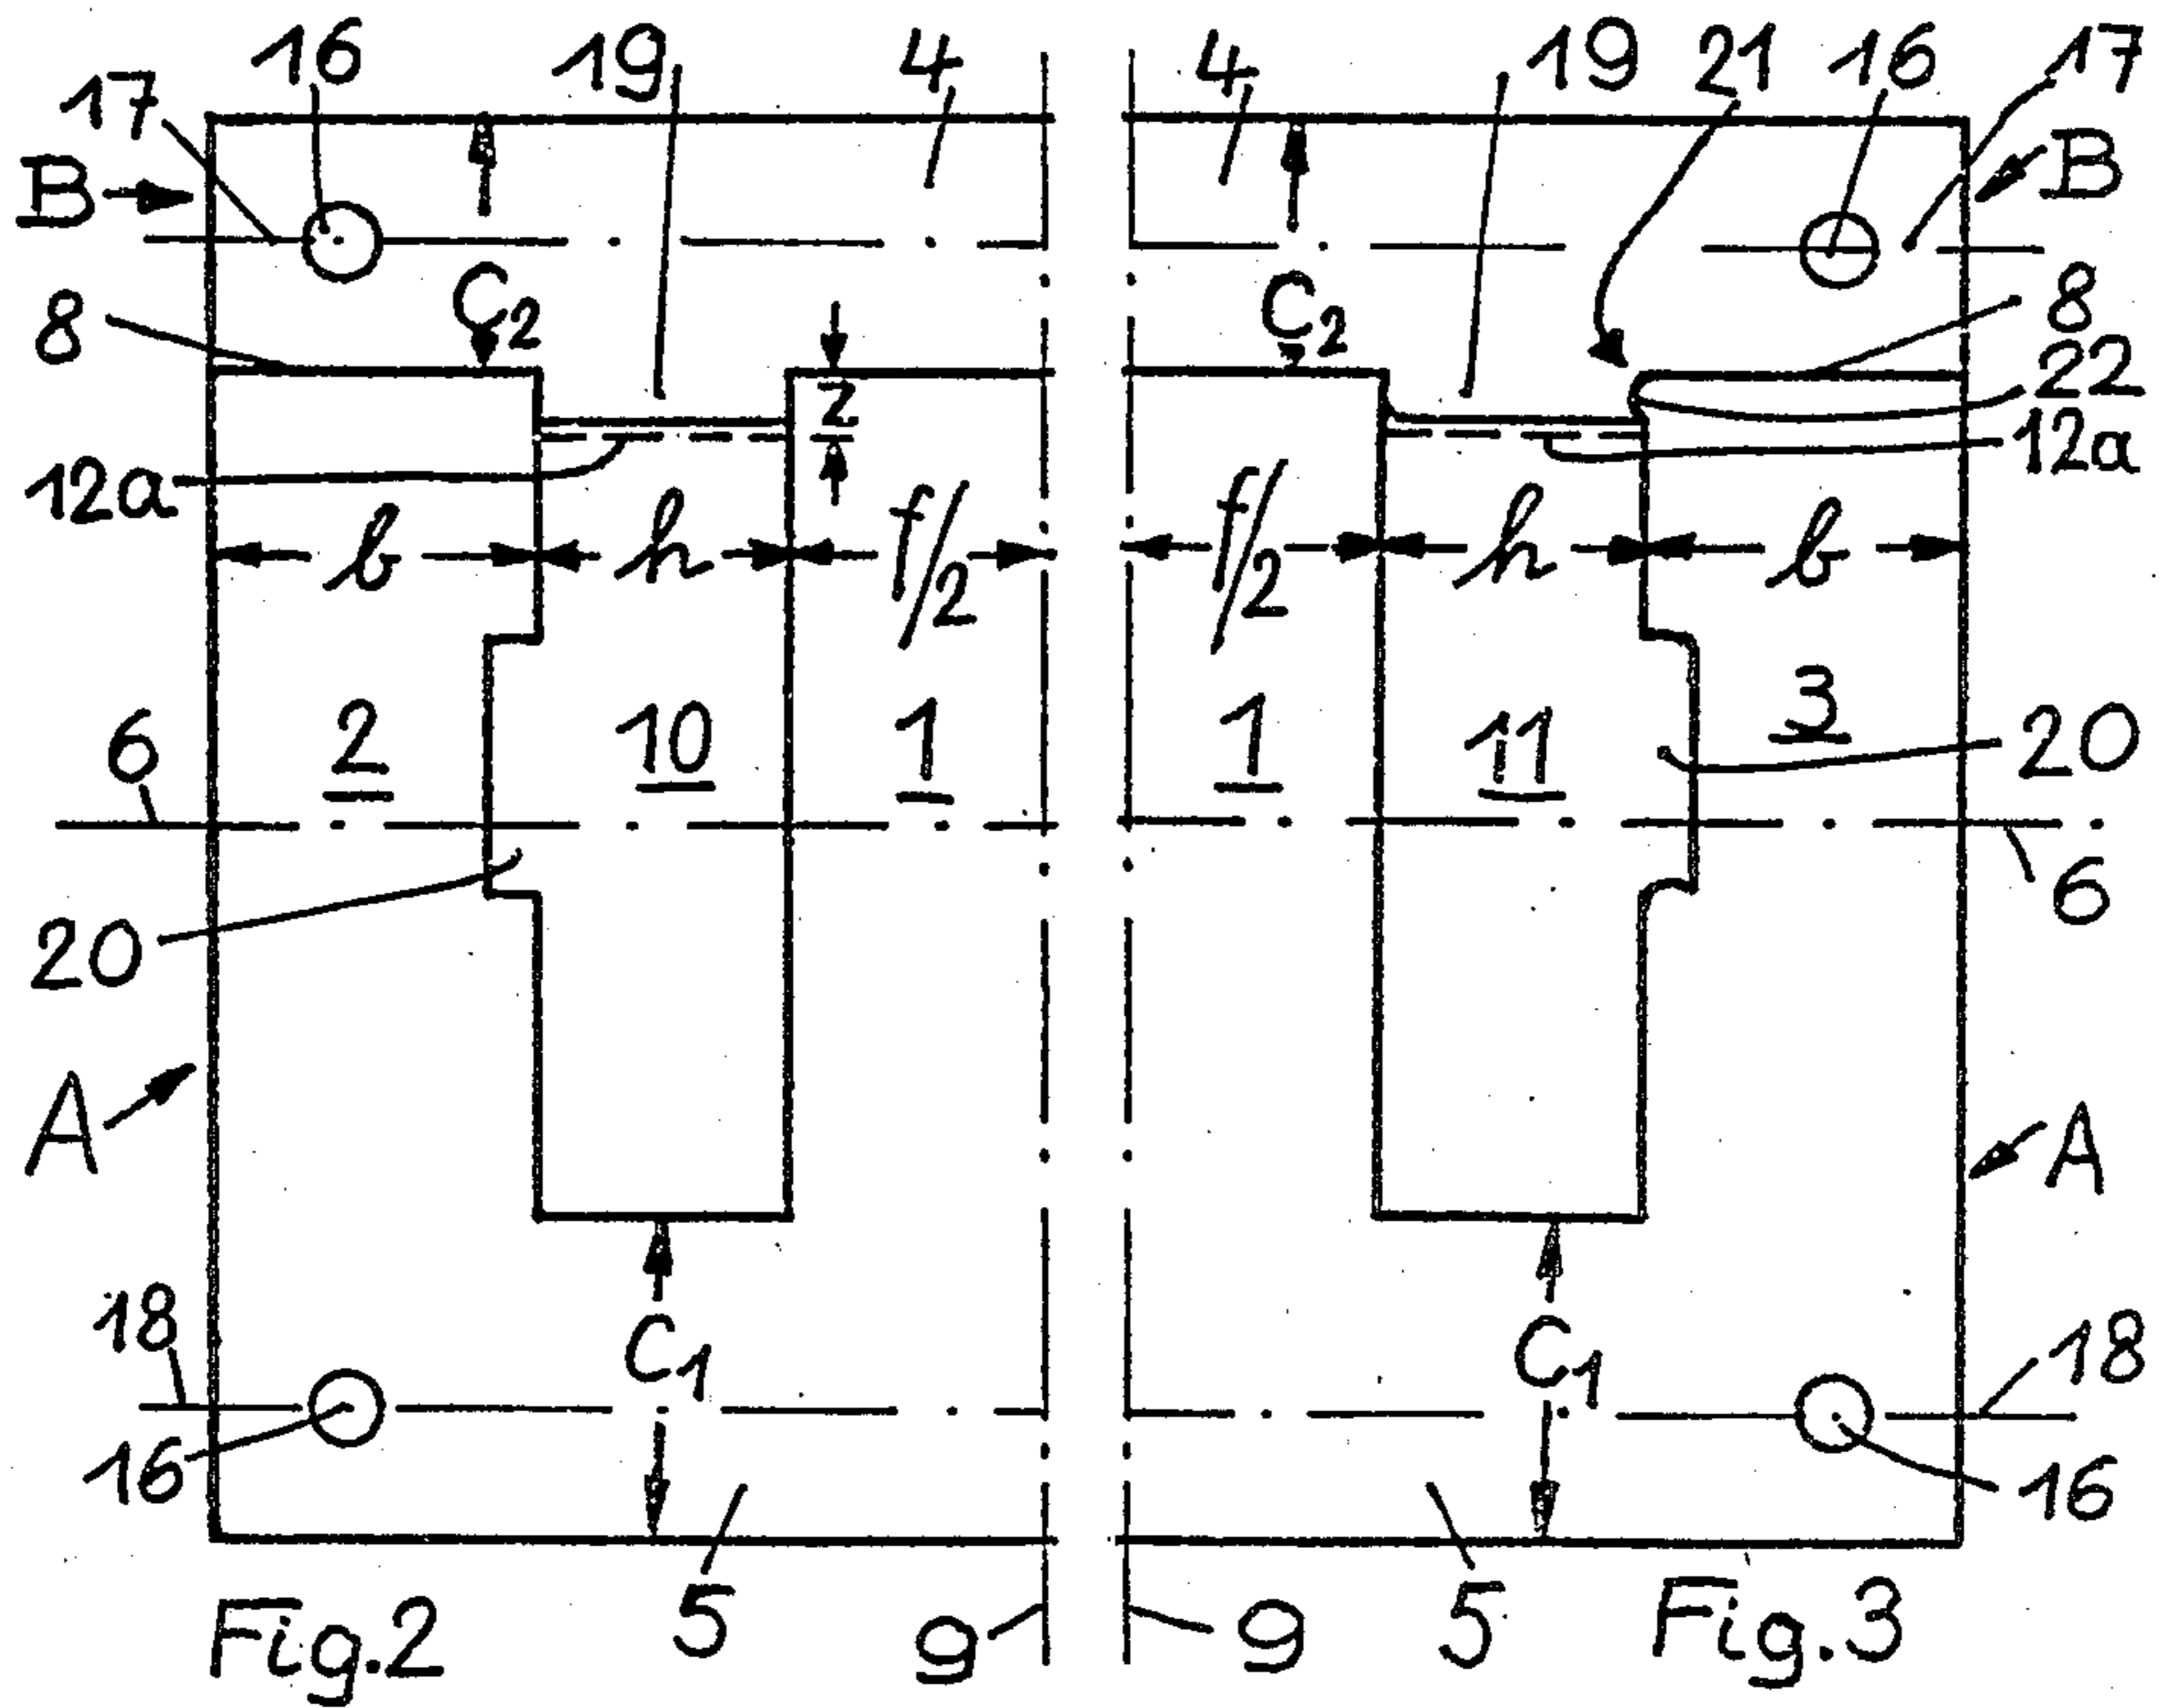 16 19 4 4 19 21 16 17
17
B B
8 C2 C2 8
z 22
12a 12a
b h f/2 f/2 h b
2 10 1 1 11 3
6 20
20 6
A A
18 C1 C1 18
16 16
Fig.2 5 9 9 5 Fig.3